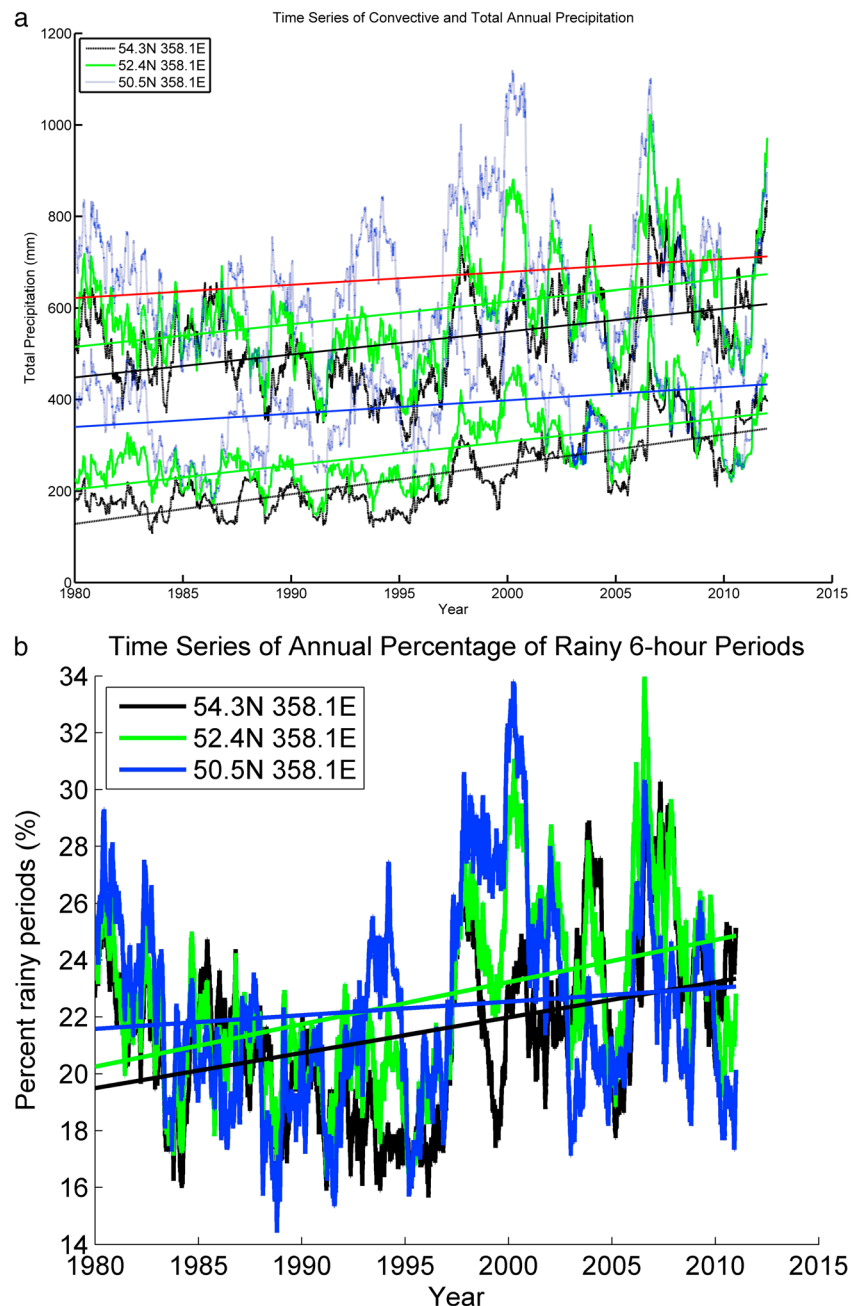 a
Time Series of Convective and Total Annual Precipitation
1200
54.3N 358.1E
52.4N 358.1E
50.5N 358.1E
1000
800
Total Precipitation (mm)
600
400
200
0
1980 1985 1990 1995 2000 2005 2010 2015
Year
b
Time Series of Annual Percentage of Rainy 6-hour Periods
34
54.3N 358.1E
52.4N 358.1E
50.5N 358.1E
32
30
28
26
Percent rainy periods (%)
24
22
20
18
16
14
1980 1985 1990 1995 2000 2005 2010 2015
Year